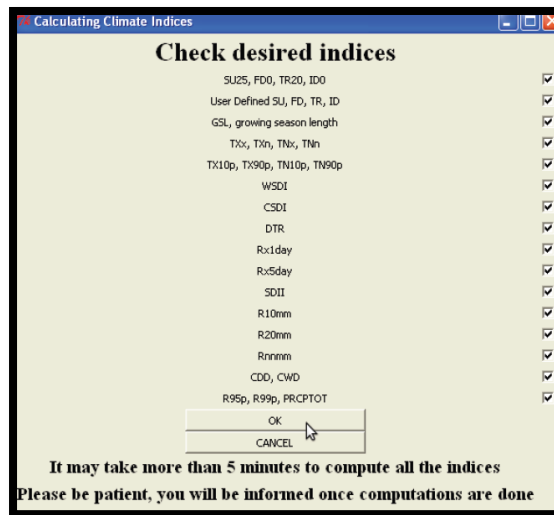 Calculating Climate Indices
Check desired indices
SU25, FD0, TR20, ID0
User Defined SU, FD, TR, ID
GSL, growing season length
TXx, TXn, TNx, TNn
TX10p, TX90p, TN10p, TN90p
WSDI
CSDI
DTR
Rx1day
Rx5day
SDII
R10mm
R20mm
Rnnmm
CDD, CWD
R95p, R99p, PRCPTOT
OK
CANCEL
It may take more than 5 minutes to compute all the indices
Please be patient, you will be informed once computations are done